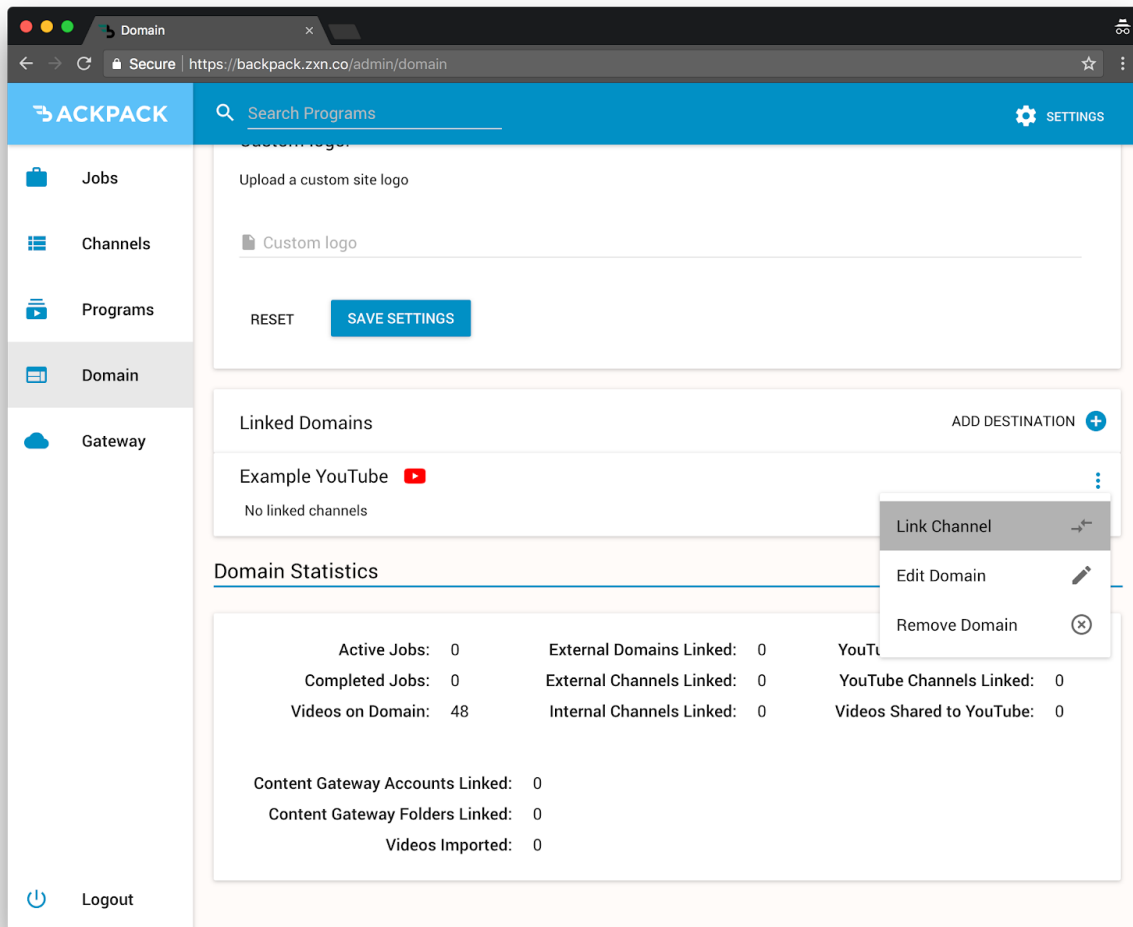 Domain
Secure https://backpack.zxn.co/admin/domain
BACKPACK
Search Programs
SETTINGS
Jobs
Channels
Programs
Domain
Gateway
Logout
Custom logo:
Upload a custom site logo
Custom logo
RESET
SAVE SETTINGS
Linked Domains
ADD DESTINATION
Example YouTube
No linked channels
Link Channel
Edit Domain
Remove Domain
Domain Statistics
Active Jobs: 0
Completed Jobs: 0
Videos on Domain: 48
External Domains Linked: 0
External Channels Linked: 0
Internal Channels Linked: 0
YouTube Channels Linked: 0
Videos Shared to YouTube: 0
Content Gateway Accounts Linked: 0
Content Gateway Folders Linked: 0
Videos Imported: 0